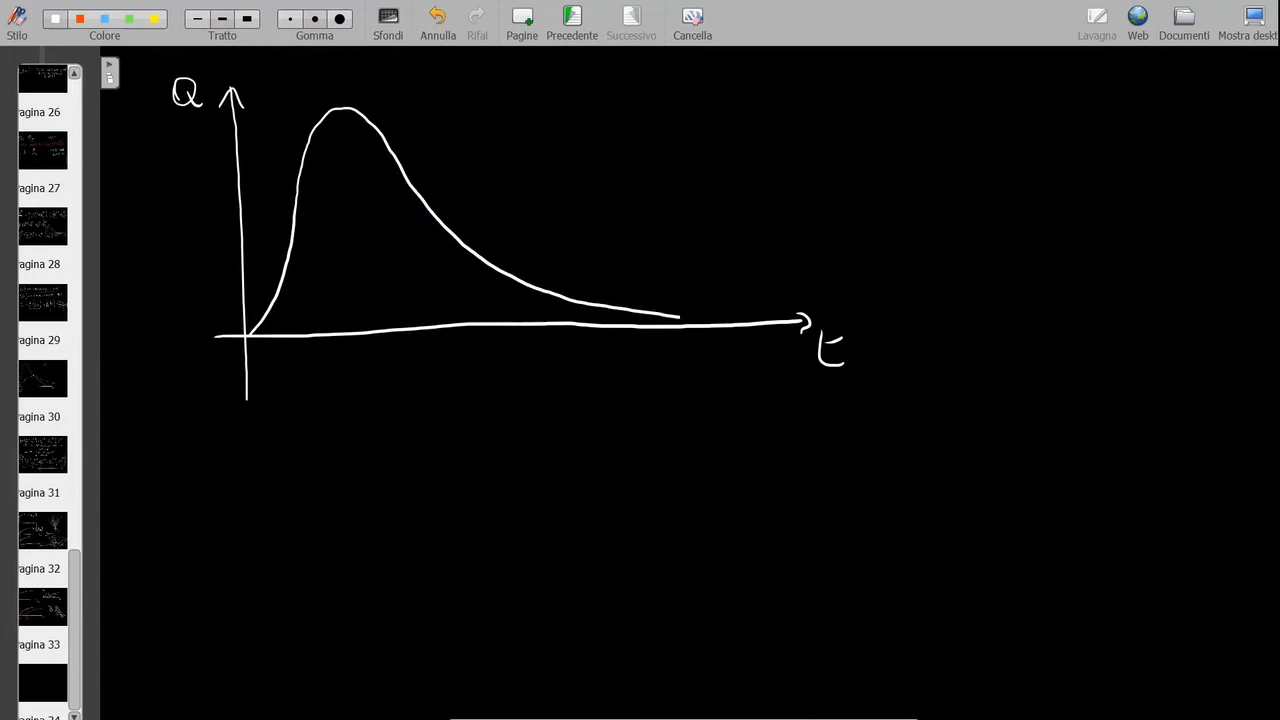 Stilo Colore Tratto Gomma Sfondi Annulla Rifai Pagine Precedente Successivo Cancella Lavagna Web Documenti Mostra deskt
agina 26
agina 27
agina 28
agina 29
agina 30
agina 31
agina 32
agina 33
Q
t